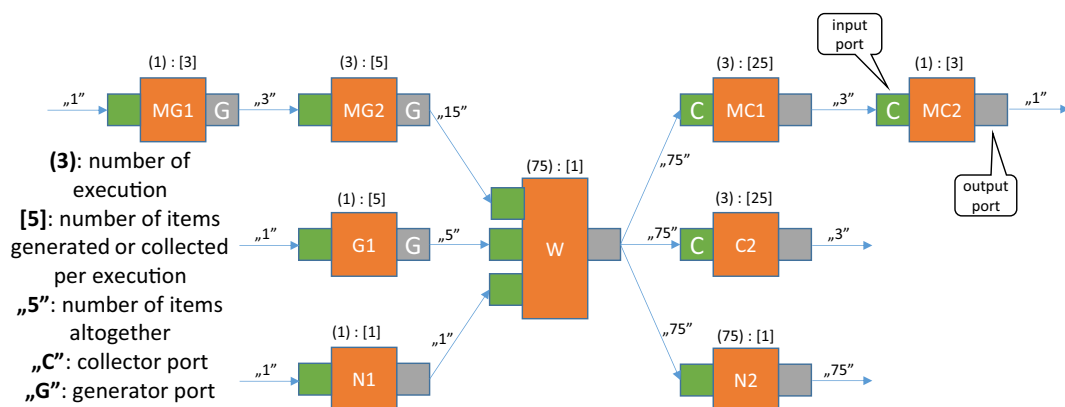 input
port
(1) : [3]
(3) : [5]
(3) : [25]
(1) : [3]
„1”
MG1
G
„3”
MG2
G
„15”
C
MC1
„3”
C
MC2
„1”
(3): number of
execution
[5]: number of items
generated or collected
per execution
„5”: number of items
altogether
„C”: collector port
„G”: generator port
„75”
output
port
(75) : [1]
(1) : [5]
(3) : [25]
„1”
G1
G
„5”
W
„75”
C
C2
„3”
(1) : [1]
„1”
„75”
(75) : [1]
„1”
N1
N2
„75”